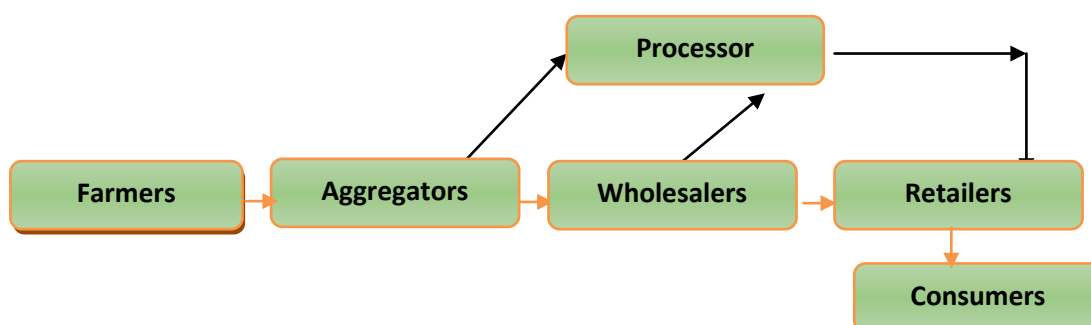 Processor
Farmers
Aggregators
Wholesalers
Retailers
Consumers